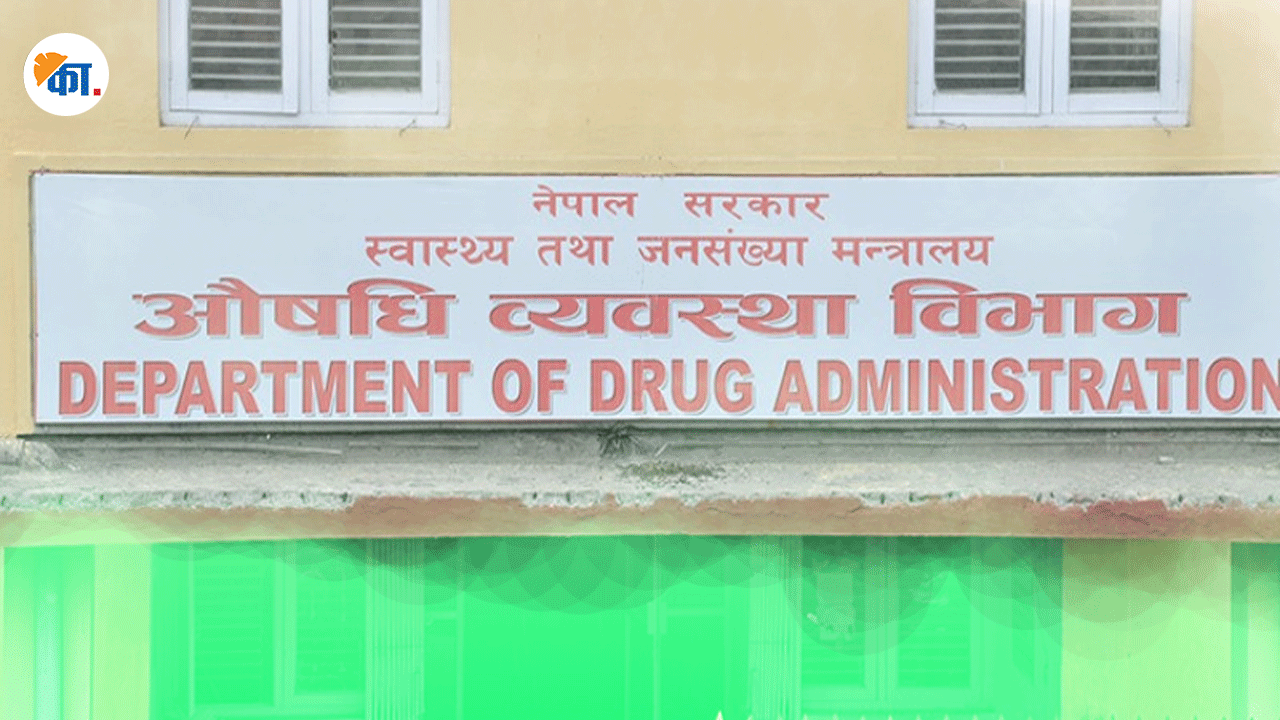 का.
नेपाल सरकार
स्वास्थ्य तथा जनसंख्या मन्त्रालय
औषधि व्यवस्था विभाग
DEPARTMENT OF DRUG ADMINISTRATION